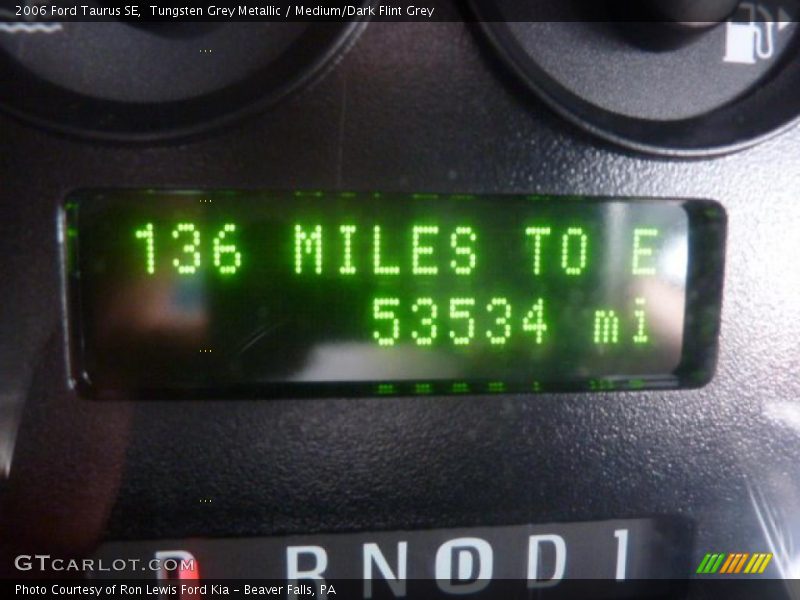 2006 Ford Taurus SE,  Tungsten Grey Metallic / Medium/Dark Flint Grey
136 MILES TO E
53534 mi
P R N D D 1
GTCARLOT.COM
Photo Courtesy of Ron Lewis Ford Kia - Beaver Falls, PA